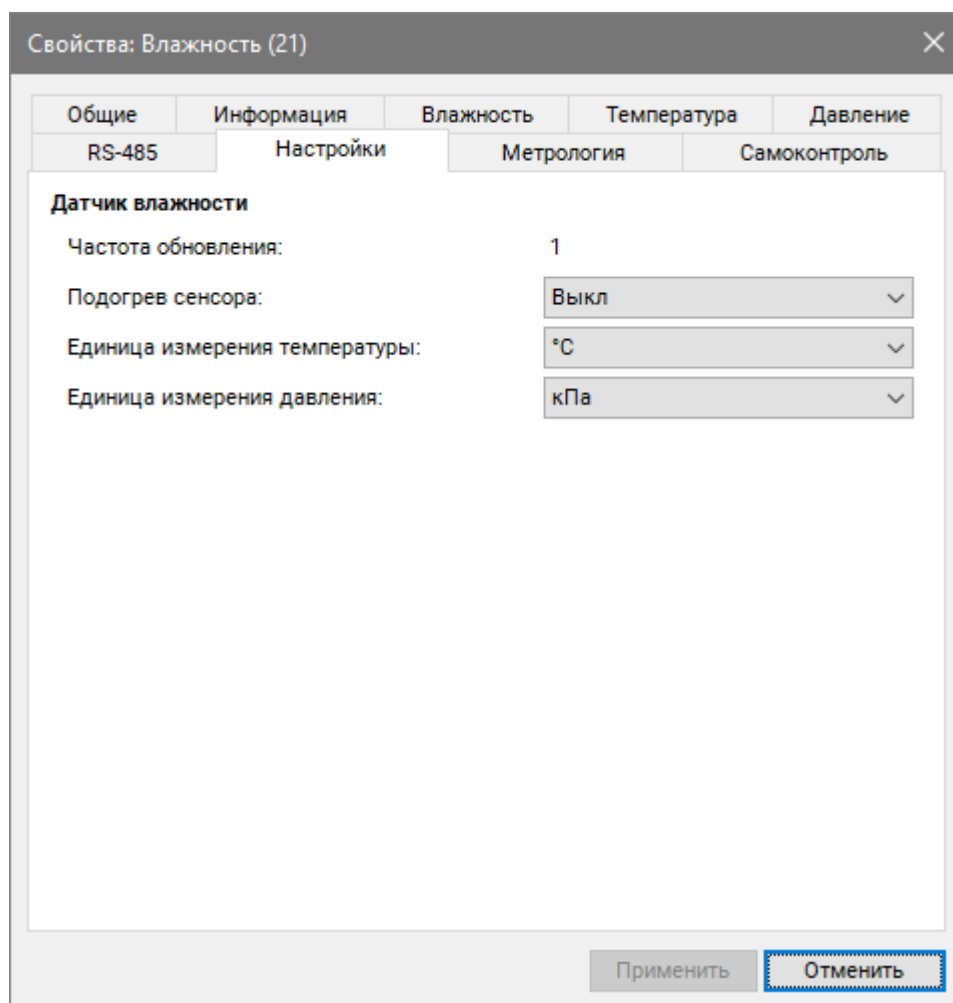 Свойства: Влажность (21)
Общие Информация Влажность Температура Давление
RS-485 Настройки Метрология Самоконтроль
Датчик влажности
Частота обновления: 1
Подогрев сенсора: Выкл
Единица измерения температуры: °C
Единица измерения давления: кПа
Применить Отменить